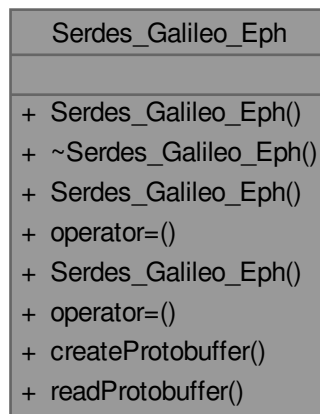 Serdes_Galileo_Eph
+ Serdes_Galileo_Eph()
+ ~Serdes_Galileo_Eph()
+ Serdes_Galileo_Eph()
+ operator=()
+ Serdes_Galileo_Eph()
+ operator=()
+ createProtobuffer()
+ readProtobuffer()